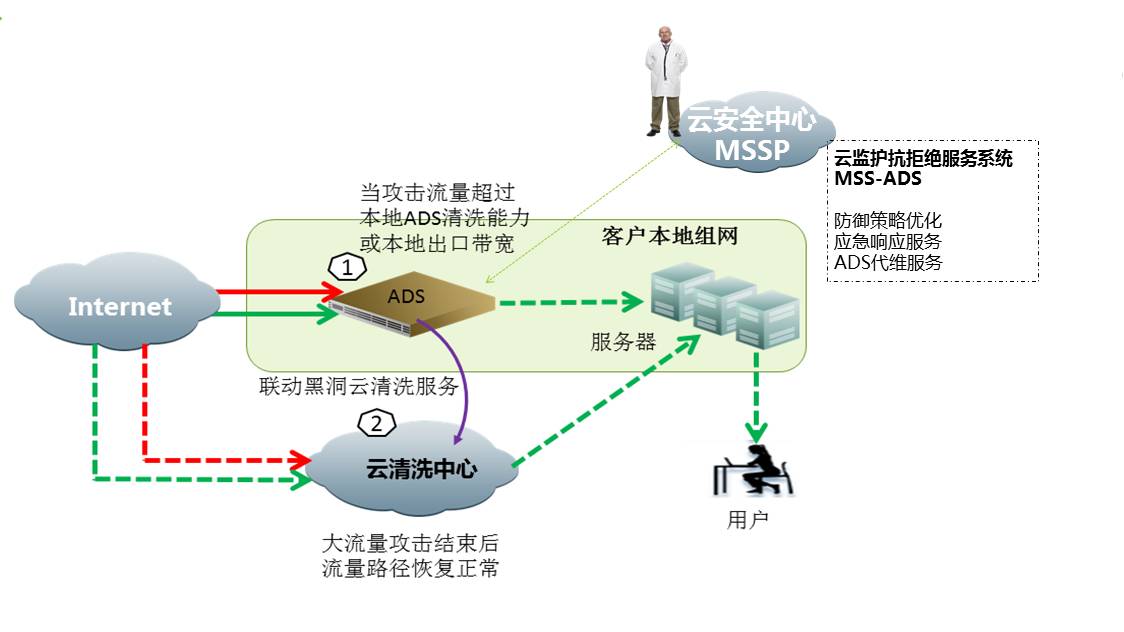 云安全中心
MSSP
云监护抗拒绝服务系统
MSS-ADS
防御策略优化
应急响应服务
ADS代维服务
当攻击流量超过
本地ADS清洗能力
或本地出口带宽
客户本地组网
1
ADS
Internet
服务器
联动黑洞云清洗服务
2
云清洗中心
用户
大流量攻击结束后
流量路径恢复正常